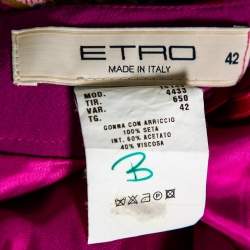 ETRO
MADE IN ITALY
42
MOD. 4433
TIR. 650
VAR. 42
TG.
GONNA CON ARRICCIO
100% SETA
INT. 60% ACETATO
40% VISCOSA
B